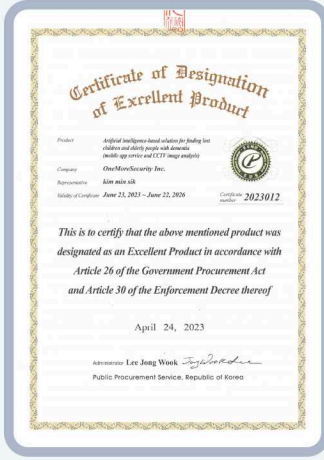 Certificate of Designation
of Excellent Product
Product Artificial intelligence-based solution for finding lost
children and elderly people with dementia
(mobile app service and CCTV image analysis)
Company OneMoreSecurity Inc.
Representative kim min sik
Validity of Certificate June 23, 2023 ~ June 22, 2026
Certificate
number 2023012
This is to certify that the above mentioned product was
designated as an Excellent Product in accordance with
Article 26 of the Government Procurement Act
and Article 30 of the Enforcement Decree thereof
April 24, 2023
Administrator Lee Jong Wook
Public Procurement Service, Republic of Korea